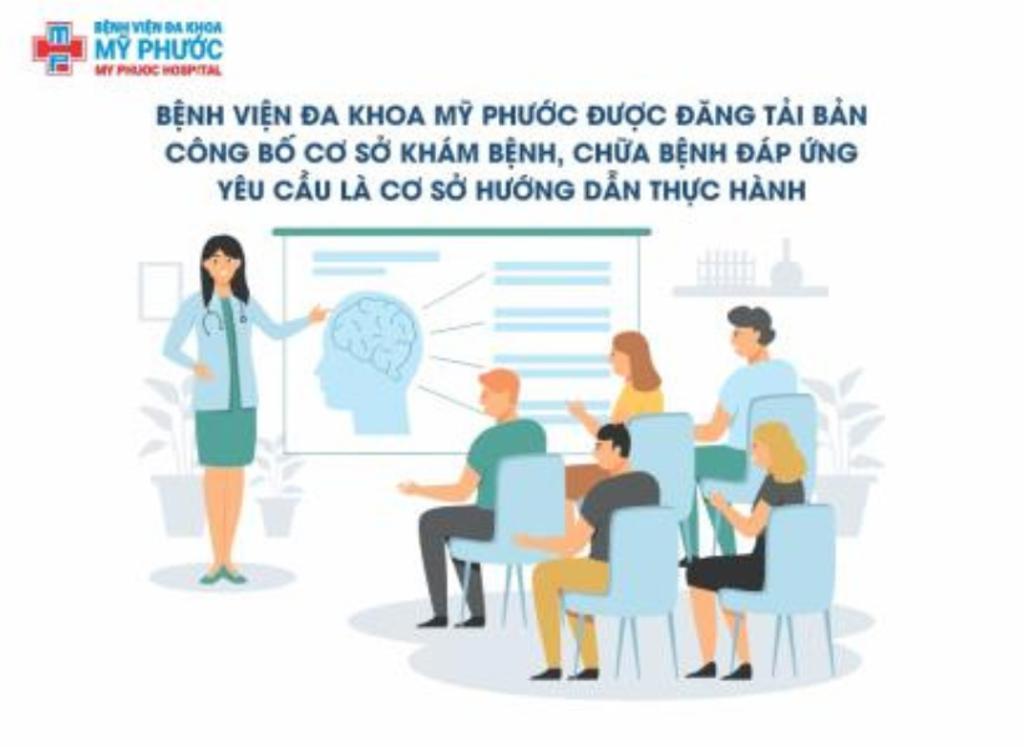 BỆNH VIỆN ĐA KHOA
MỸ PHƯỚC
MY PHUOC HOSPITAL
BỆNH VIỆN ĐA KHOA MỸ PHƯỚC ĐƯỢC ĐĂNG TẢI BẢN
CÔNG BỐ CƠ SỞ KHÁM BỆNH, CHỮA BỆNH ĐÁP ỨNG
YÊU CẦU LÀ CƠ SỞ HƯỚNG DẪN THỰC HÀNH